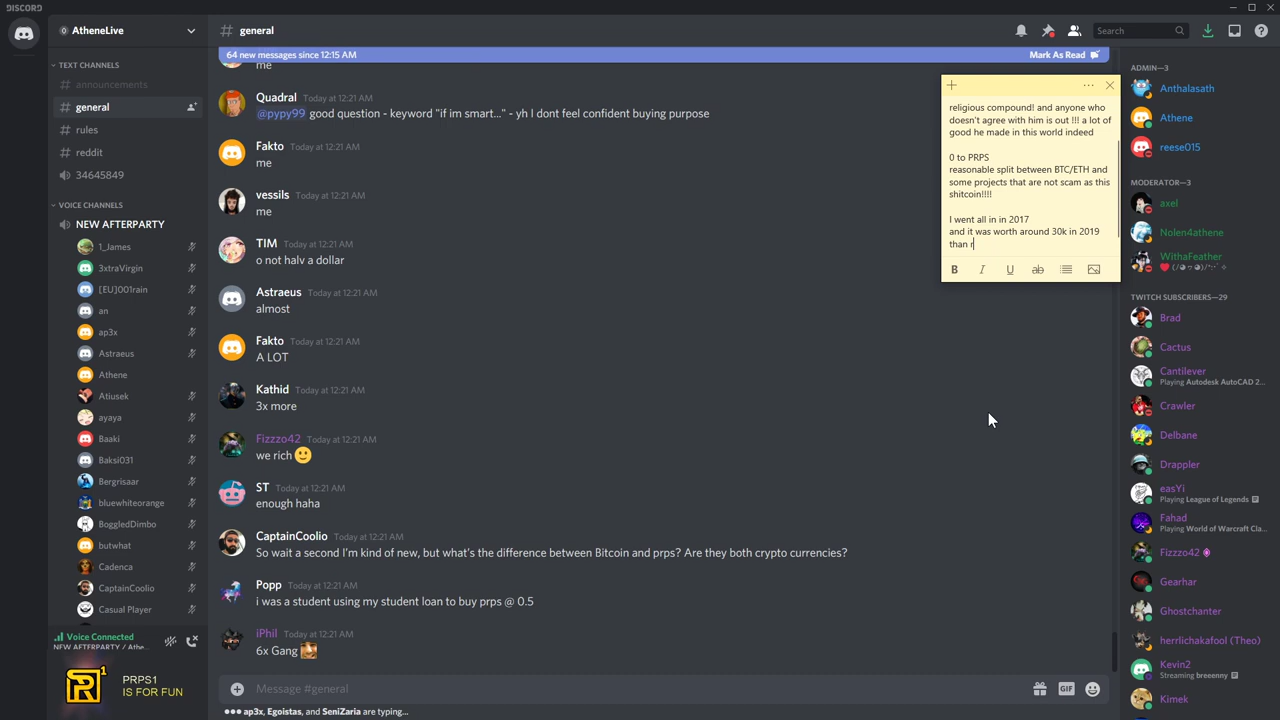 DISCORD
AtheneLive
# general
Search
64 new messages since 12:15 AM
Mark As Read
TEXT CHANNELS
# announcements
# general
# rules
# reddit
34645849
VOICE CHANNELS
NEW AFTERPARTY
1_James
3xtraVirgin
[EU]001rain
an
ap3x
Astraeus
Athene
Atiusek
ayaya
Baaki
Baksi031
Bergrisaar
bluewhiteorange
BoggledDimbo
butwhat
Cadenca
CaptainCoolio
Casual Player
Voice Connected
NEW AFTERPARTY / Athe...
PRPS1
IS FOR FUN
me
Quadral Today at 12:21 AM
@pypy99 good question - keyword "if im smart..." - yh I dont feel confident buying purpose
Fakto Today at 12:21 AM
me
vessils Today at 12:21 AM
me
TIM Today at 12:21 AM
o not halv a dollar
Astraeus Today at 12:21 AM
almost
Fakto Today at 12:21 AM
A LOT
Kathid Today at 12:21 AM
3x more
Fizzzo42 Today at 12:21 AM
we rich 🙂
ST Today at 12:21 AM
enough haha
CaptainCoolio Today at 12:21 AM
So wait a second I'm kind of new, but what's the difference between Bitcoin and prps? Are they both crypto currencies?
Popp Today at 12:21 AM
i was a student using my student loan to buy prps @ 0.5
iPhil Today at 12:21 AM
6x Gang
Message #general
GIF
ap3x, Egoistas, and SeniZaria are typing...
religious compound! and anyone who
doesn't agree with him is out !!! a lot of
good he made in this world indeed
0 to PRPS
reasonable split between BTC/ETH and
some projects that are not scam as this
shitcoin!!!!
I went all in in 2017
and it was worth around 30k in 2019
than r
B I U ab
ADMIN—3
Anthalasath
Athene
reese015
MODERATOR—3
axel
Nolen4athene
WithaFeather
TWITCH SUBSCRIBERS—29
Brad
Cactus
Cantilever
Playing Autodesk AutoCAD 2...
Crawler
Delbane
Drappler
easYi
Playing League of Legends
Fahad
Playing World of Warcraft Cla...
Fizzzo42
Gearhar
Ghostchanter
herrlichakafool (Theo)
Kevin2
Streaming breeenny
Kimek